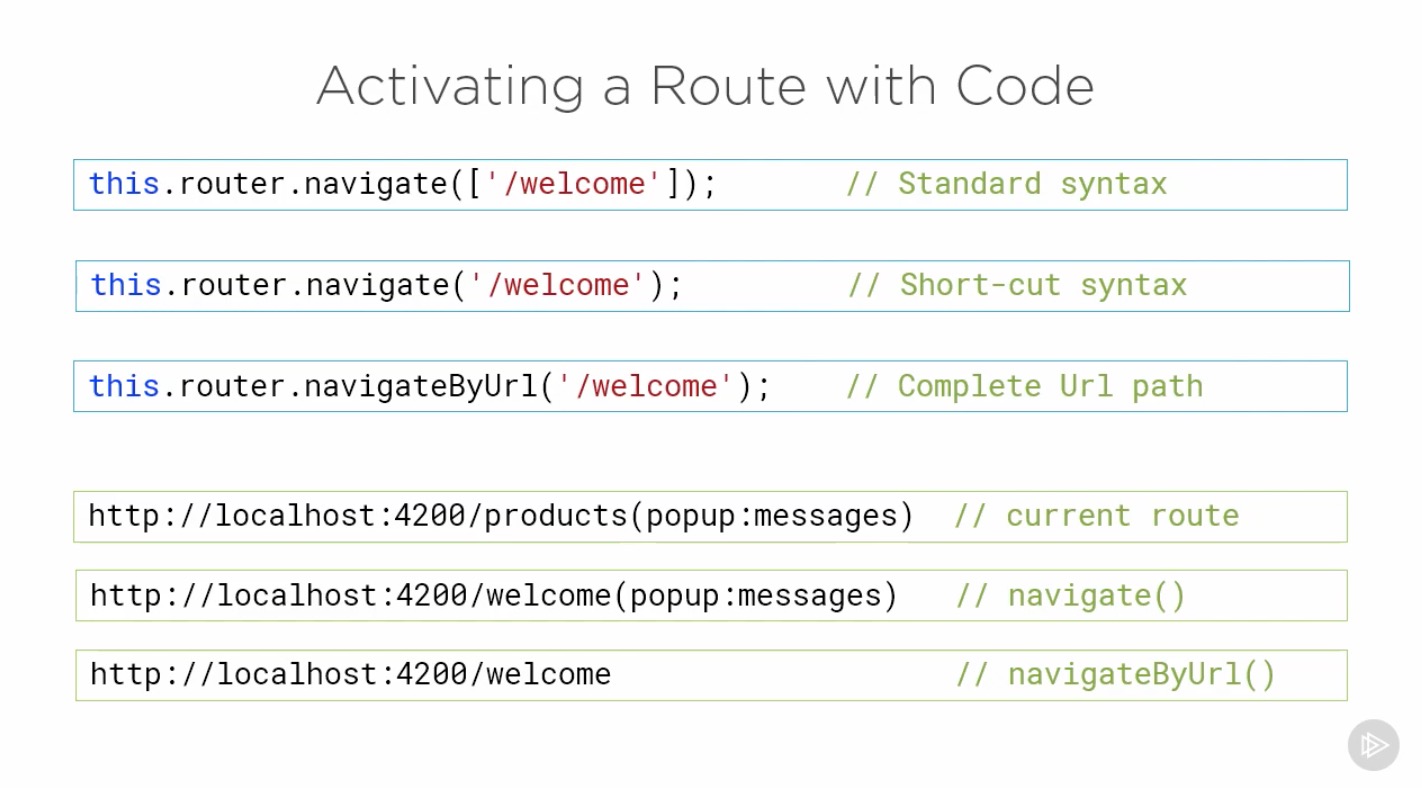 Activating a Route with Code
this.router.navigate(['/welcome']); // Standard syntax
this.router.navigate('/welcome'); // Short-cut syntax
this.router.navigateByUrl('/welcome'); // Complete Url path
http://localhost:4200/products(popup:messages) // current route
http://localhost:4200/welcome(popup:messages) // navigate()
http://localhost:4200/welcome // navigateByUrl()